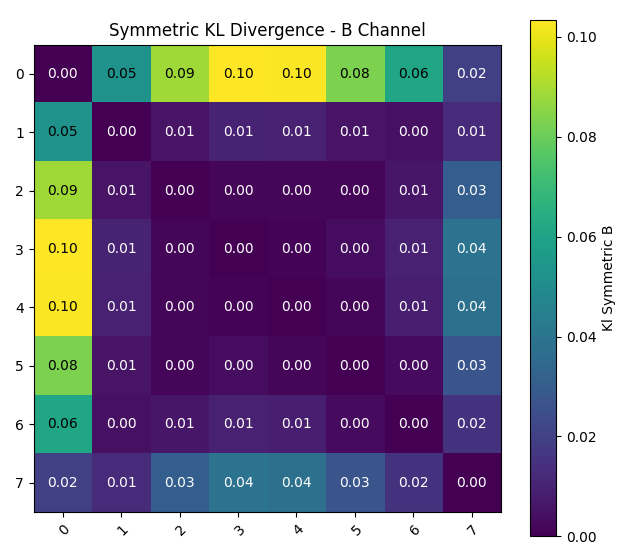 Symmetric KL Divergence - B Channel
0 0.00 0.05 0.09 0.10 0.10 0.08 0.06 0.02
1 0.05 0.00 0.01 0.01 0.01 0.01 0.00 0.01
2 0.09 0.01 0.00 0.00 0.00 0.00 0.01 0.03
3 0.10 0.01 0.00 0.00 0.00 0.00 0.01 0.04
4 0.10 0.01 0.00 0.00 0.00 0.00 0.01 0.04
5 0.08 0.01 0.00 0.00 0.00 0.00 0.00 0.03
6 0.06 0.00 0.01 0.01 0.01 0.00 0.00 0.02
7 0.02 0.01 0.03 0.04 0.04 0.03 0.02 0.00
0 1 2 3 4 5 6 7
0.10
0.08
0.06
0.04
0.02
0.00
Kl Symmetric B